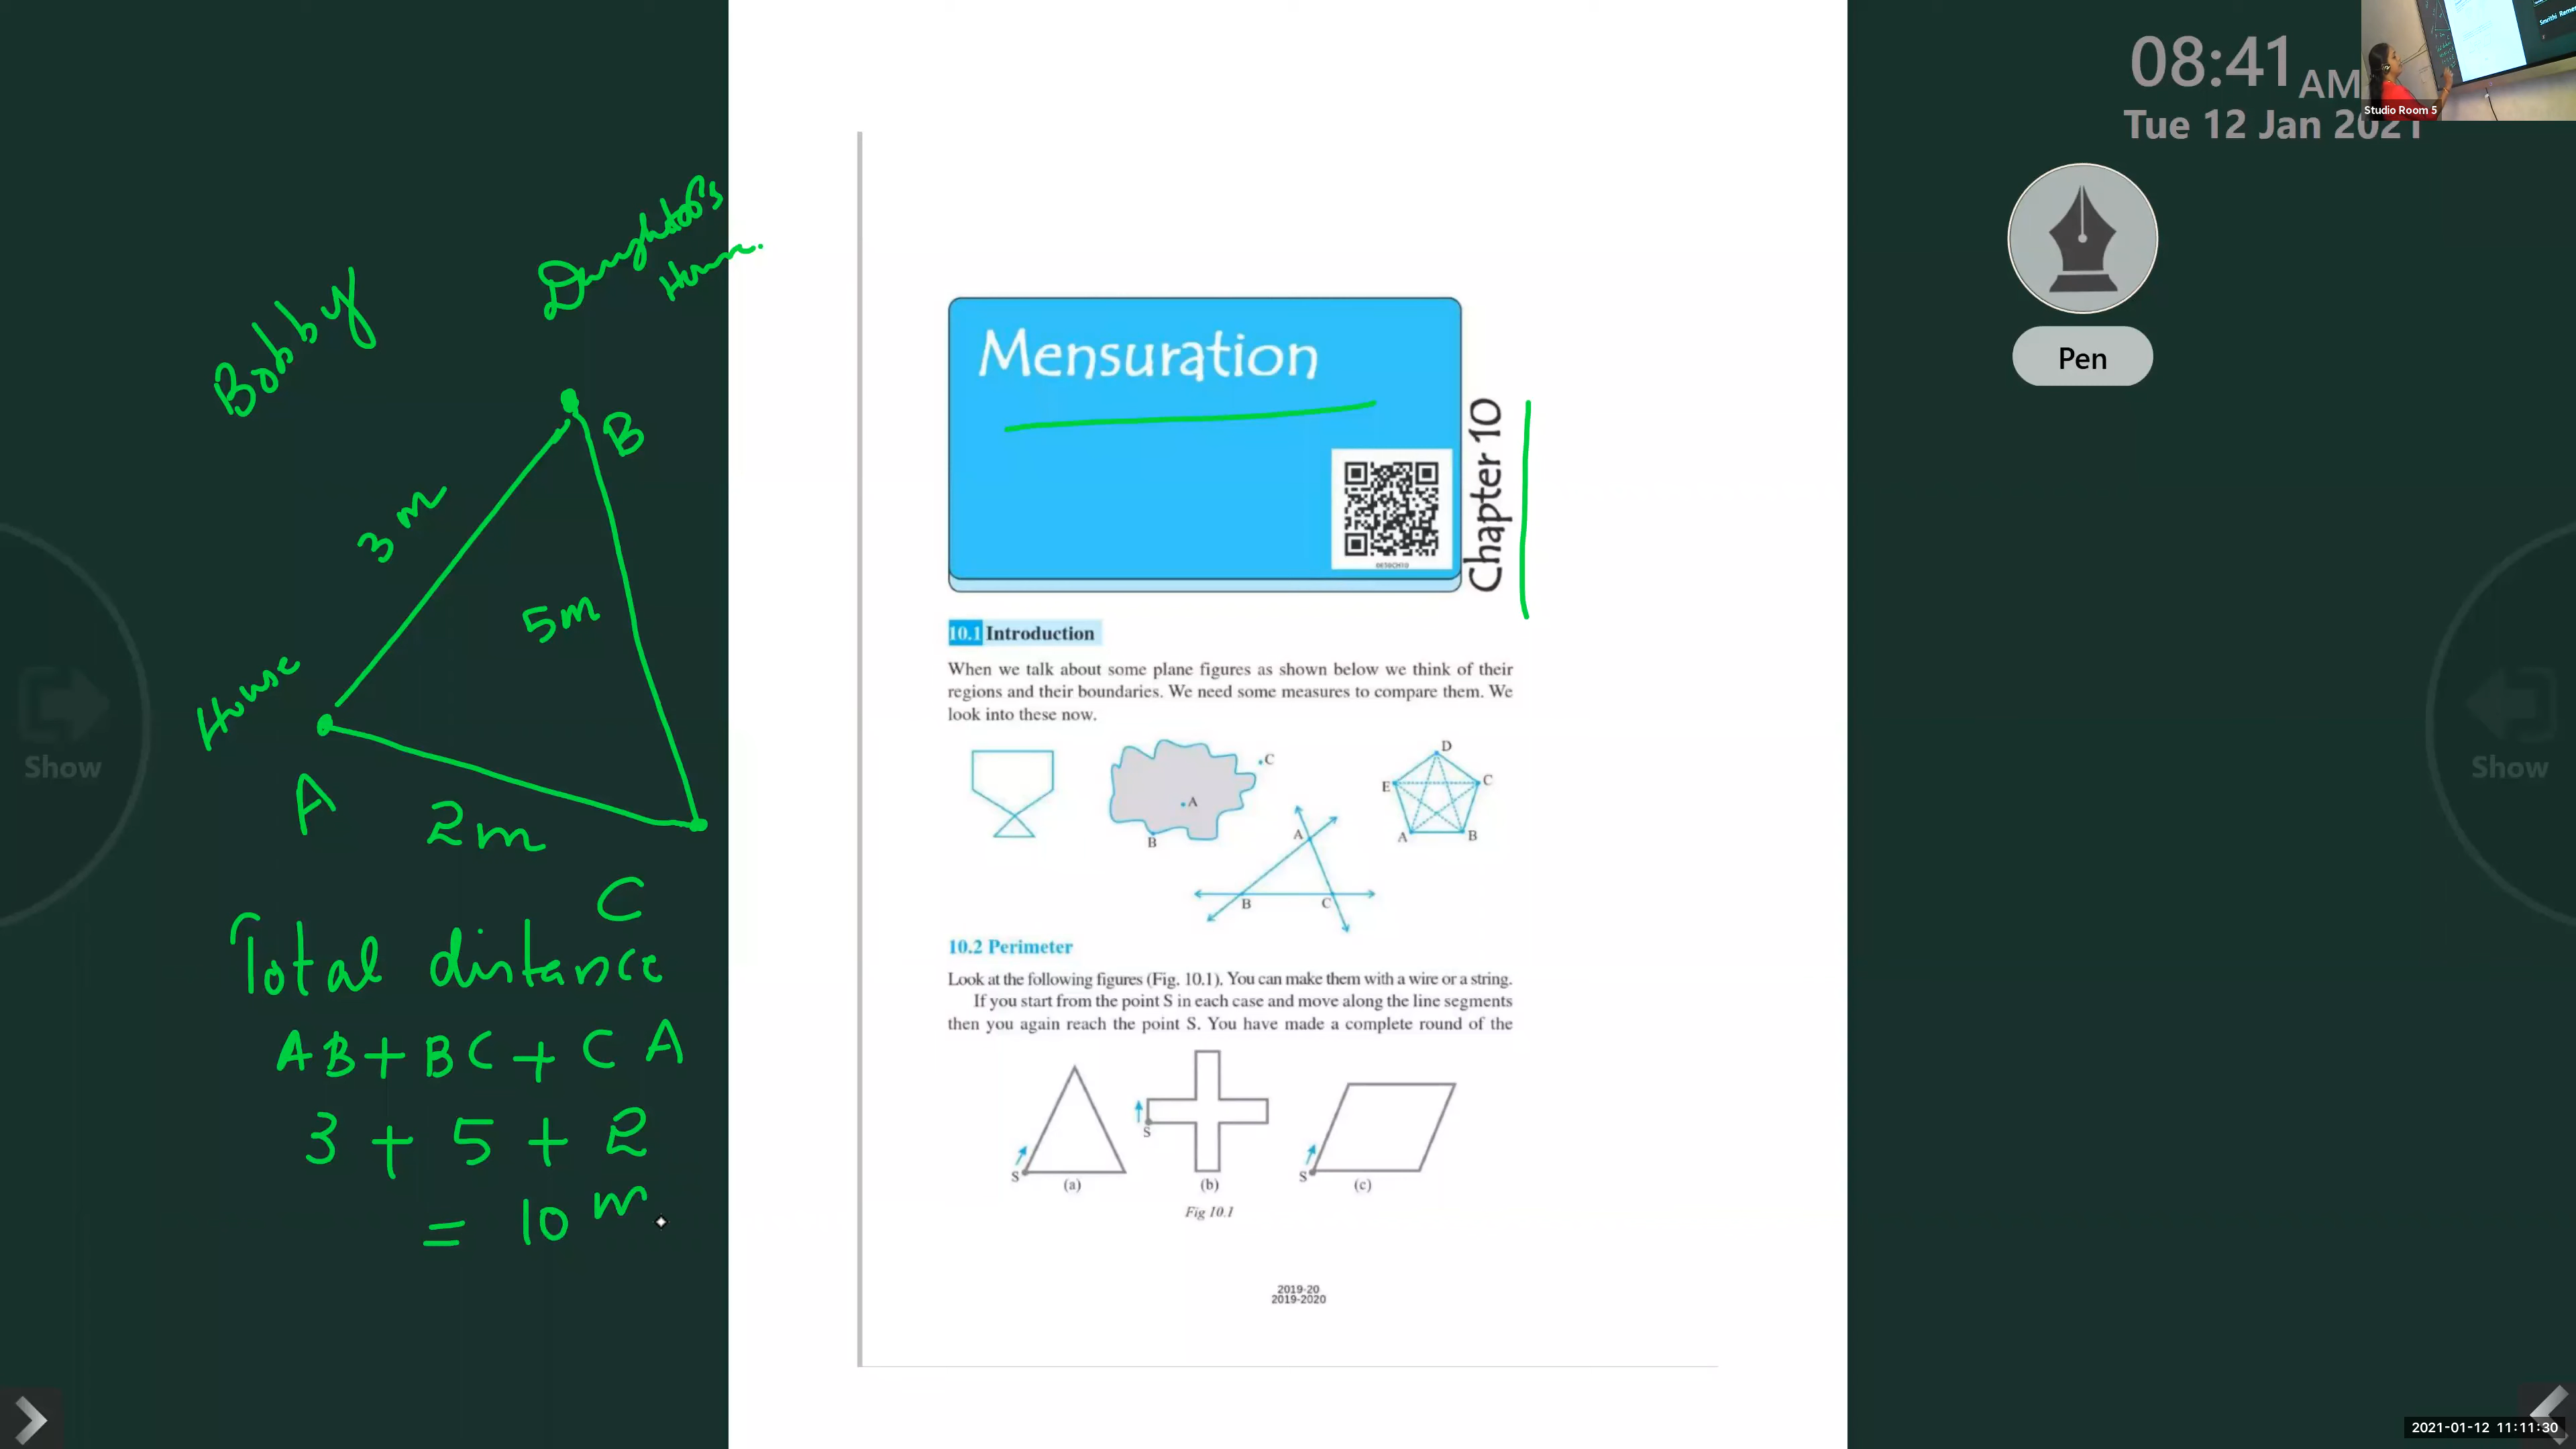 Bobby
Daughter's
B
3 m
5m
House
A
2m
C
Total distance
AB + BC + CA
3 + 5 + 2
= 10 m
Mensuration
Chapter 10
10.1 Introduction
When we talk about some plane figures as shown below we think of their
regions and their boundaries. We need some measures to compare them. We
look into these now.
C
A
B
D
E
C
A
B
A
B
C
10.2 Perimeter
Look at the following figures (Fig. 10.1). You can make them with a wire or a string.
If you start from the point S in each case and move along the line segments
then you again reach the point S. You have made a complete round of the
S
S
S
(a)
(b)
(c)
Fig 10.1
2019-20
2019-2020
08:41 AM
Tue 12 Jan 2021
Studio Room 5
Pen
Show
Show
2021-01-12 11:11:30